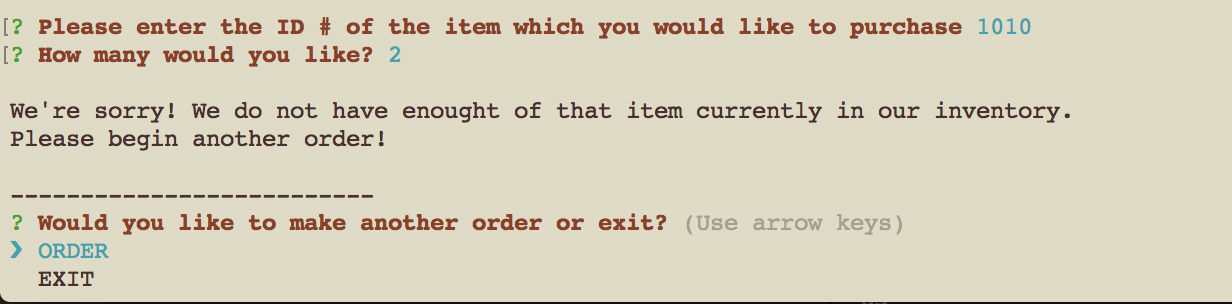 [? Please enter the ID # of the item which you would like to purchase 1010
[? How many would you like? 2
We're sorry! We do not have enought of that item currently in our inventory.
Please begin another order!
--------------------------
? Would you like to make another order or exit? (Use arrow keys)
❯ ORDER
EXIT